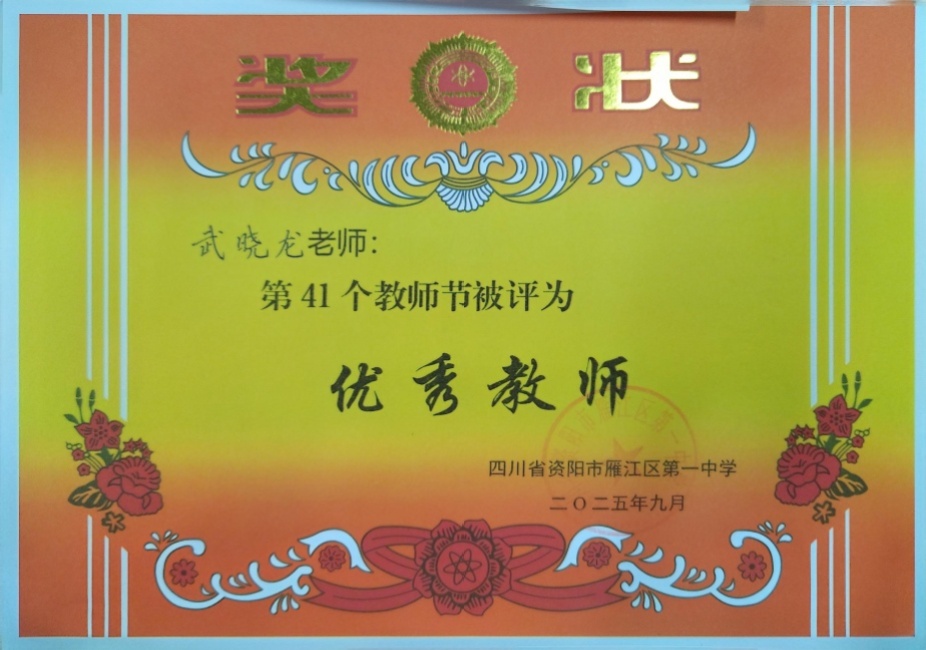 奖 状
武晓龙老师：
第 41 个教师节被评为
优秀教师
四川省资阳市雁江区第一中学
二〇二五年九月